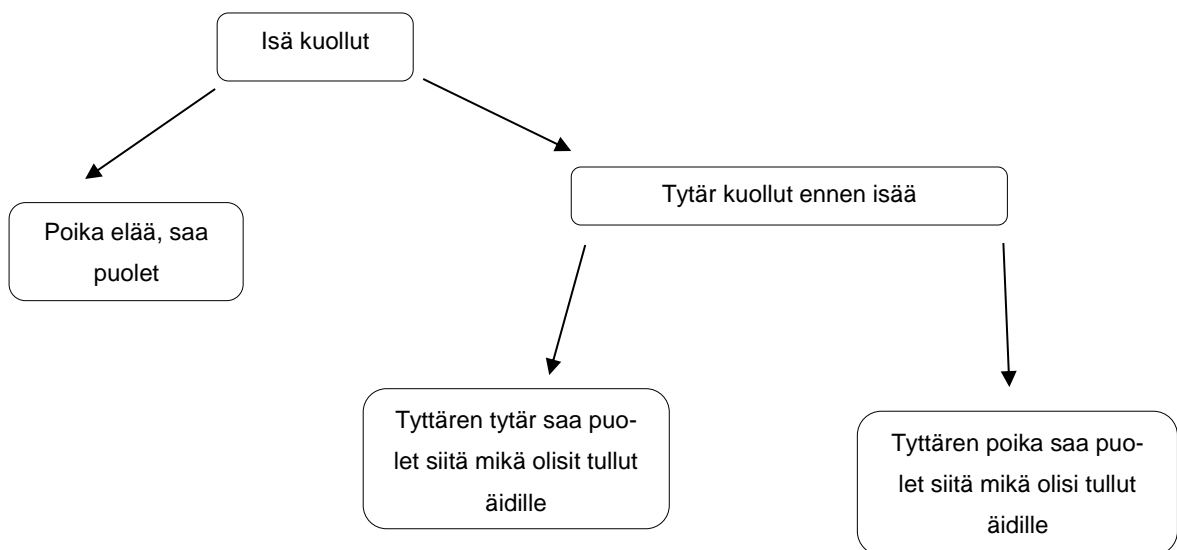 Isä kuollut
Tytär kuollut ennen isää
Poika elää, saa
puolet
Tyttären tytär saa puo-
let siitä mikä olisit tullut
äidille
Tyttären poika saa puo-
let siitä mikä olisi tullut
äidille